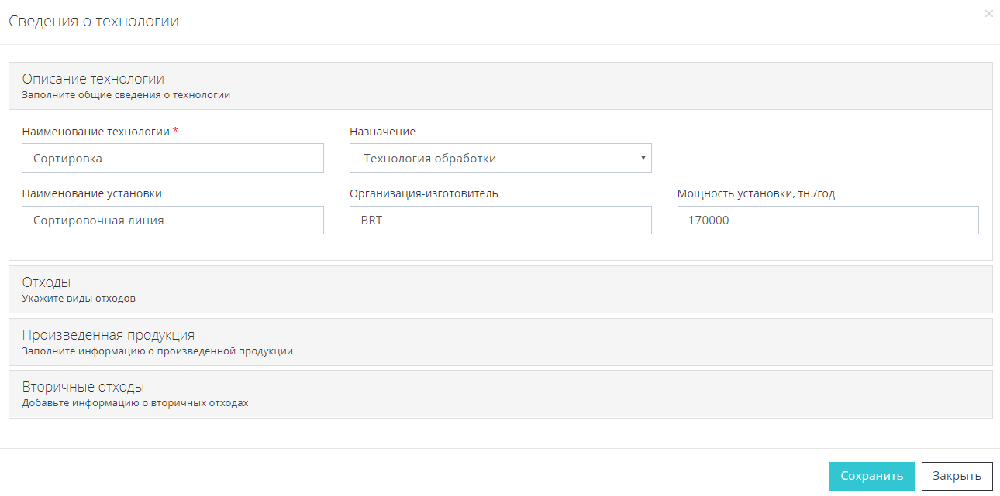 Сведения о технологии
×
Описание технологии
Заполните общие сведения о технологии
Наименование технологии *
Назначение
Сортировка
Технология обработки
Наименование установки
Организация-изготовитель
Мощность установки, тн./год
Сортировочная линия
BRT
170000
Отходы
Укажите виды отходов
Произведенная продукция
Заполните информацию о произведенной продукции
Вторичные отходы
Добавьте информацию о вторичных отходах
Сохранить
Закрыть